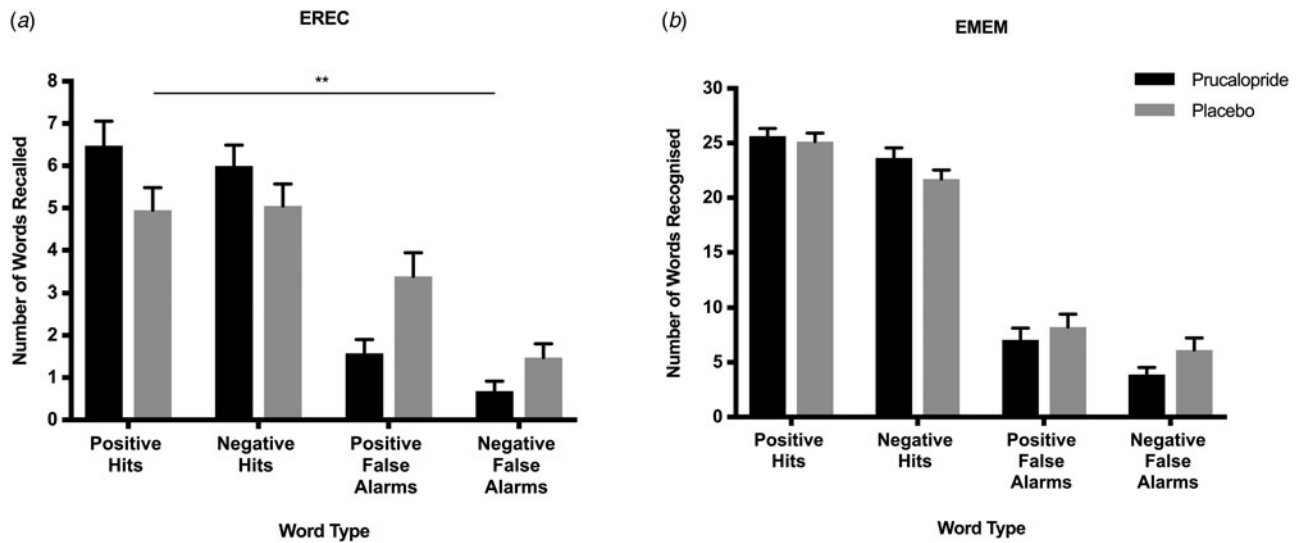 (a)
EREC
**
8
7
6
5
4
3
2
1
0
Number of Words Recalled
Positive
Hits
Negative
Hits
Positive
False
Alarms
Negative
False
Alarms
Word Type
(b)
EMEM
Prucalopride
Placebo
30
25
20
15
10
5
0
Number of Words Recognised
Positive
Hits
Negative
Hits
Positive
False
Alarms
Negative
False
Alarms
Word Type